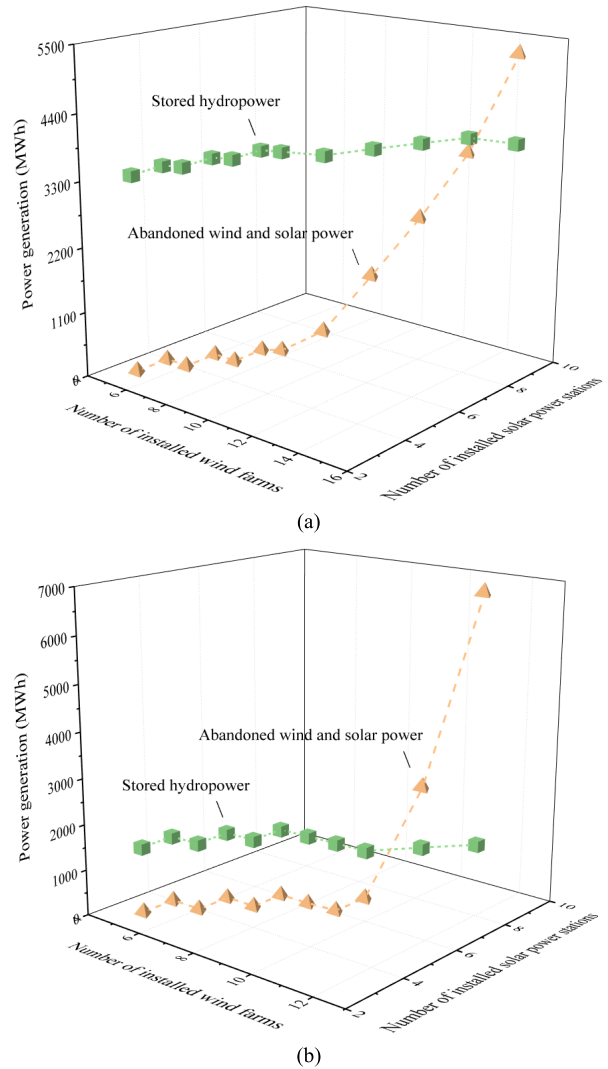 5500
4400
3300
2200
1100
0
Power generation (MWh)
Stored hydropower
Abandoned wind and solar power
6
8
10
12
14
16
Number of installed wind farms
2
4
6
8
10
Number of installed solar power stations
(a)
7000
6000
5000
4000
3000
2000
1000
0
Power generation (MWh)
Abandoned wind and solar power
Stored hydropower
6
8
10
12
Number of installed wind farms
2
4
6
8
10
Number of installed solar power stations
(b)